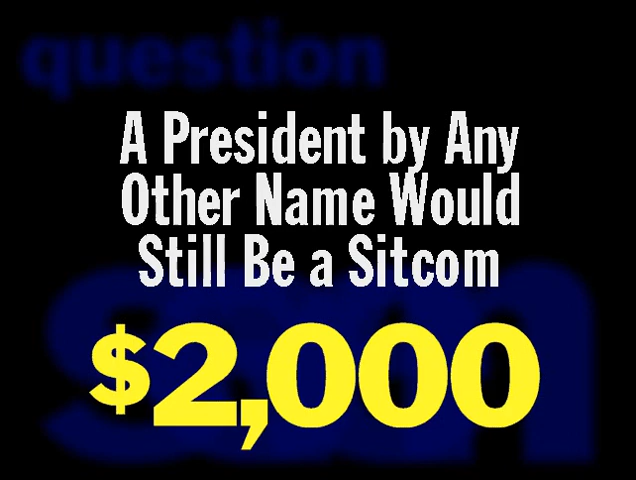 question
A President by Any
Other Name Would
Still Be a Sitcom
$2,000